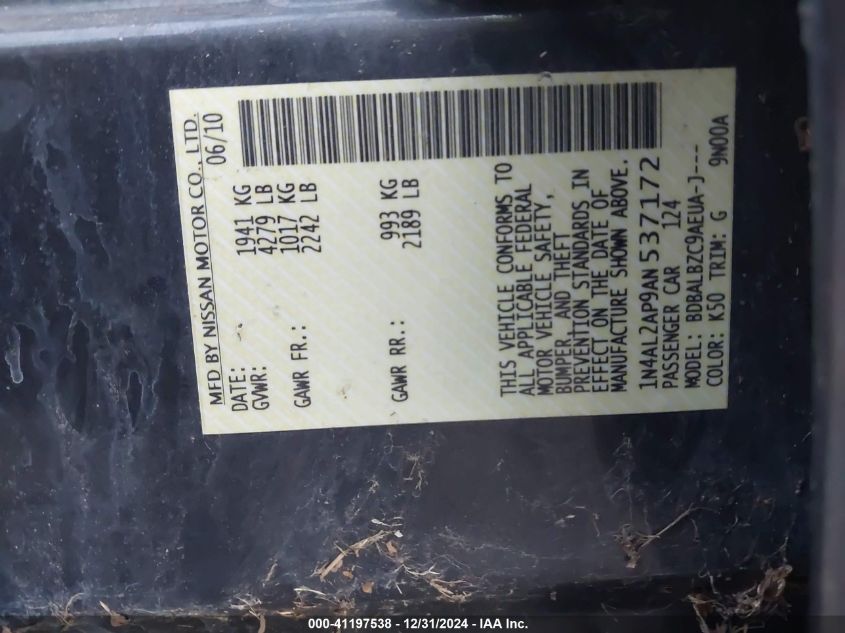 MFD BY NISSAN MOTOR CO., LTD.
DATE: 06/10
GVWR: 1941 KG
4279 LB
GAWR FR.: 1017 KG
2242 LB
GAWR RR.: 993 KG
2189 LB
THIS VEHICLE CONFORMS TO
ALL APPLICABLE FEDERAL
MOTOR VEHICLE SAFETY,
BUMPER, AND THEFT
PREVENTION STANDARDS IN
EFFECT ON THE DATE OF
MANUFACTURE SHOWN ABOVE.
1N4AL2AP9AN537172
PASSENGER CAR 124
MODEL: BDBALBZC9AEUA-J---
COLOR: K50 TRIM: G 9N00A
000-41197538 - 12/31/2024 - IAA Inc.